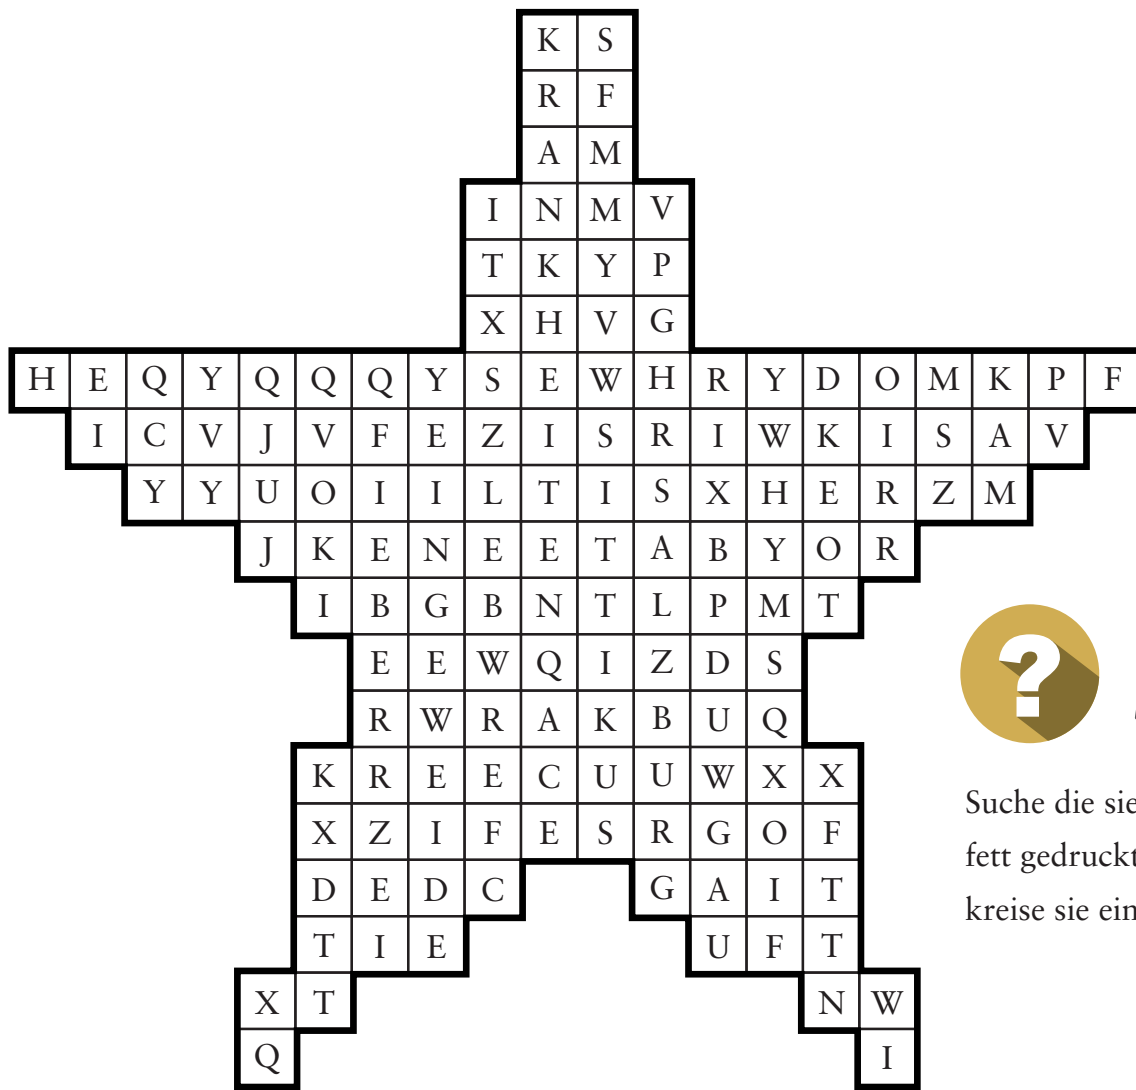 K S
R F
A M
I N M V
T K Y P
X H V G
H E Q Y Q Q Q Y S E W H R Y D O M K P F
I C V J V F E Z I S R I W K I S A V
Y Y U O I I L T I S X H E R Z M
J K E N E E T A B Y O R
I B G B N T L P M T
E E W Q I Z D S
R W R A K B U Q
K R E E C U U W X X
X Z I F E S R G O F
D E D C G A I T
T I E U F T
X T N W
Q I
?
Suche die sie
fett gedruckt
kreise sie ein